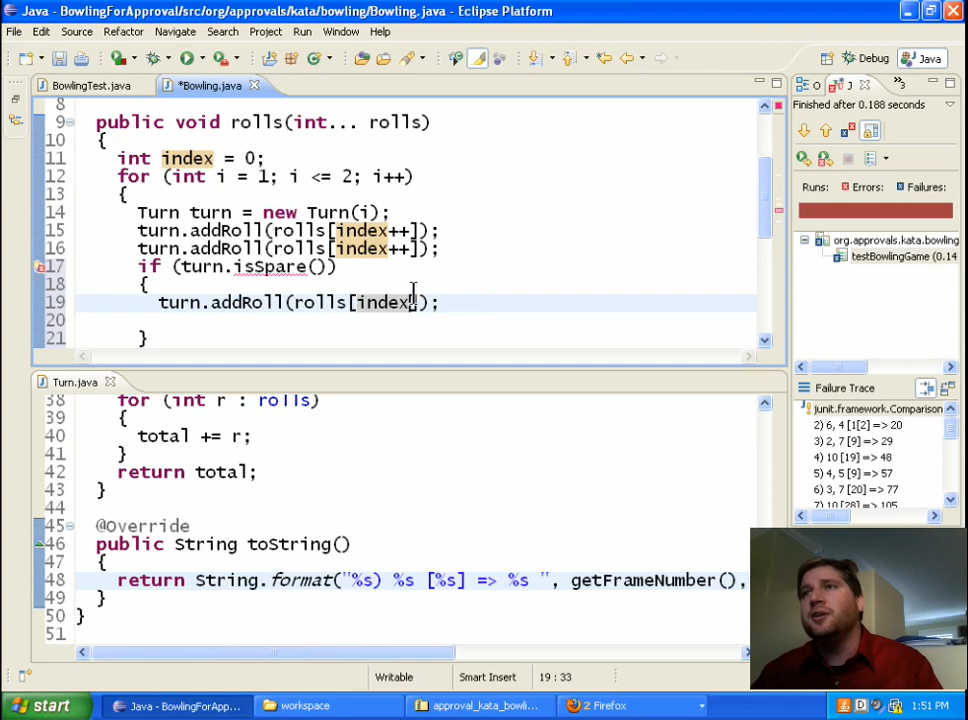 Java - BowlingForApproval/src/org/approvals/kata/bowling/Bowling.java - Eclipse Platform
File Edit Source Refactor Navigate Search Project Run Window Help
Debug Java
BowlingTest.java *Bowling.java
O J 3
8
9 public void rolls(int... rolls)
10 {
11 int index = 0;
12 for (int i = 1; i <= 2; i++)
13 {
14 Turn turn = new Turn(i);
15 turn.addRoll(rolls[index++]);
16 turn.addRoll(rolls[index++]);
17 if (turn.isSpare())
18 {
19 turn.addRoll(rolls[index]);
20
21 }
Finished after 0.188 seconds
Runs: Errors: Failures:
org.approvals.kata.bowling
testBowlingGame (0.14
Failure Trace
junit.framework.Comparison
2) 6, 4 [1[2] => 20
3) 2, 7 [9] => 29
4) 10 [19] => 48
5) 4, 5 [9] => 57
6) 3, 7 [20] => 77
7) 10 [28] => 105
Turn.java
38 for (int r : rolls)
39 {
40 total += r;
41 }
42 return total;
43 }
44
45 @Override
46 public String toString()
47 {
48 return String.format("%s) %s [%s] => %s ", getFrameNumber(),
49 }
50 }
51
Writable Smart Insert 19 : 33
start Java - BowlingForAp... workspace approval_kata_bowli... 2 Firefox 1:51 PM